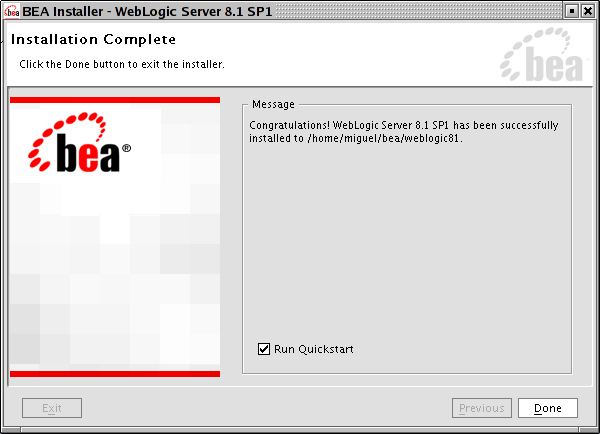 bea BEA Installer - WebLogic Server 8.1 SP1
Installation Complete
Click the Done button to exit the installer.
bea
bea®
Message
Congratulations! WebLogic Server 8.1 SP1 has been successfully
installed to /home/miguel/bea/weblogic81.
Run Quickstart
Exit
Previous
Done